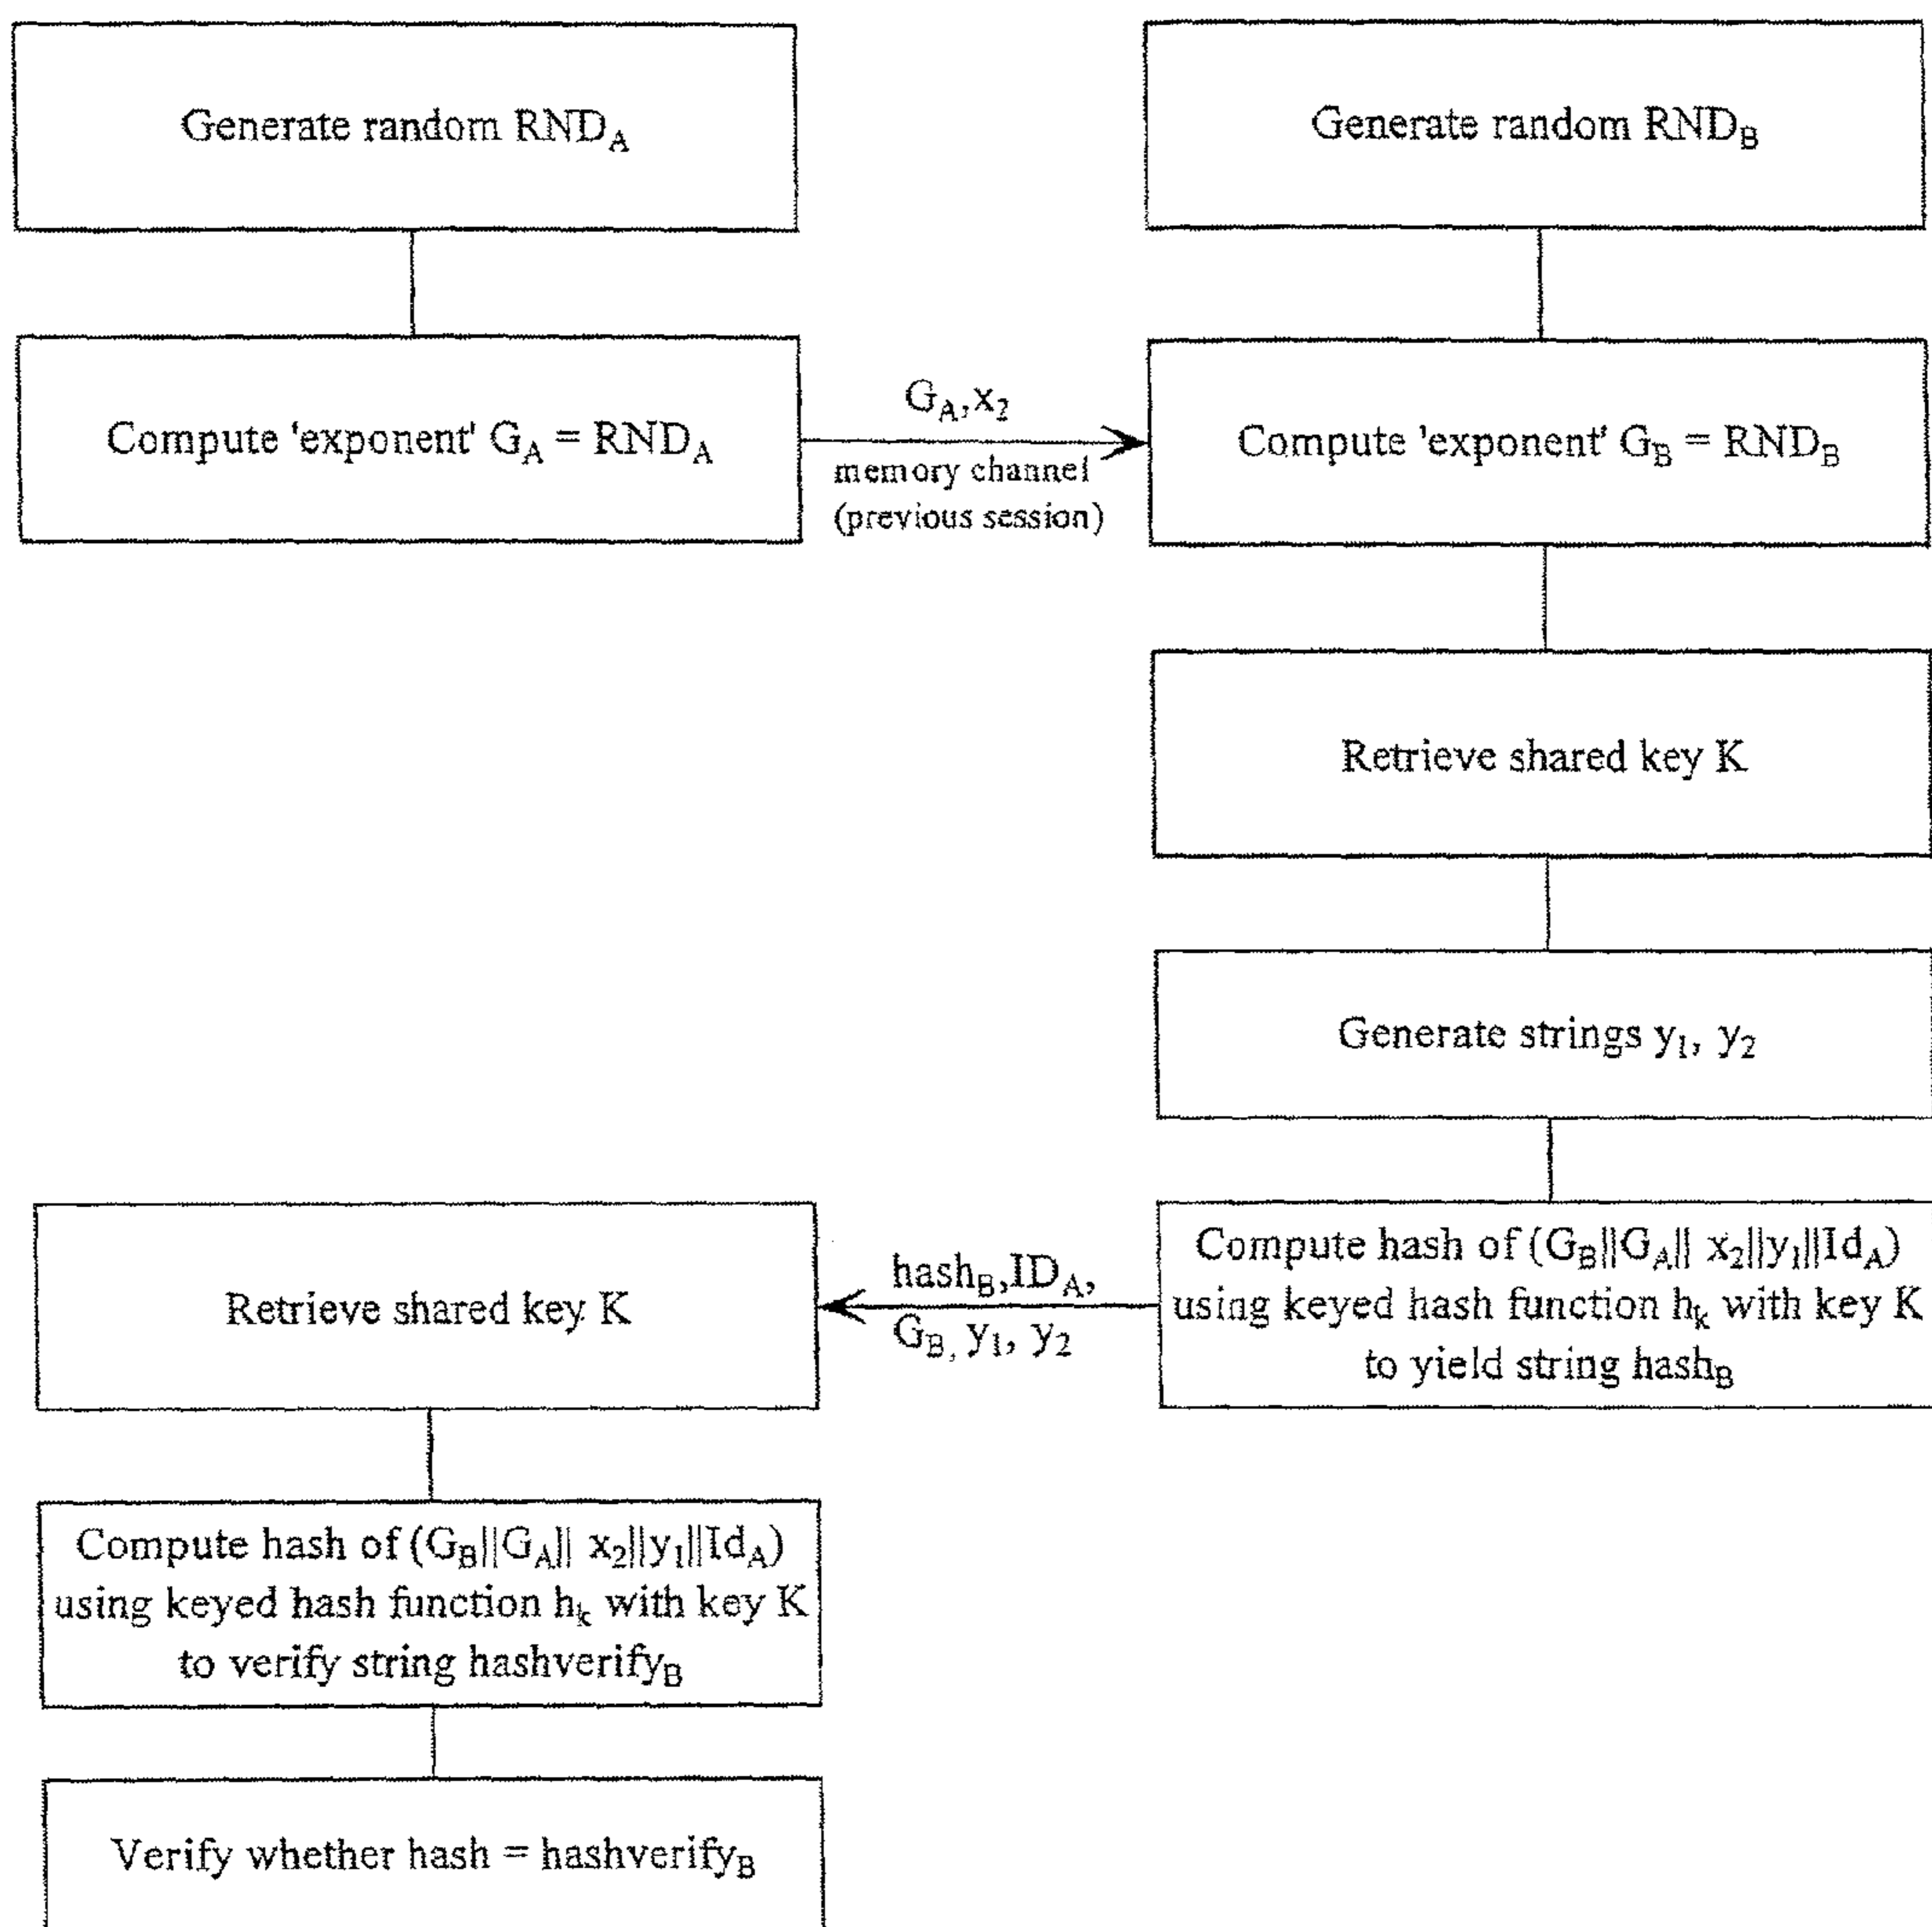 Generate random RND_A
Generate random RND_B
Compute 'exponent' G_A = RND_A
G_A,x_2
memory channel
(previous session)
Compute 'exponent' G_B = RND_B
Retrieve shared key K
Generate strings y_1, y_2
Compute hash of (G_B||G_A|| x_2||y_1||Id_A)
using keyed hash function h_k with key K
to yield string hash_B
hash_B,ID_A,
G_B, y_1, y_2
Retrieve shared key K
Compute hash of (G_B||G_A|| x_2||y_1||Id_A)
using keyed hash function h_k with key K
to verify string hashverify_B
Verify whether hash = hashverify_B